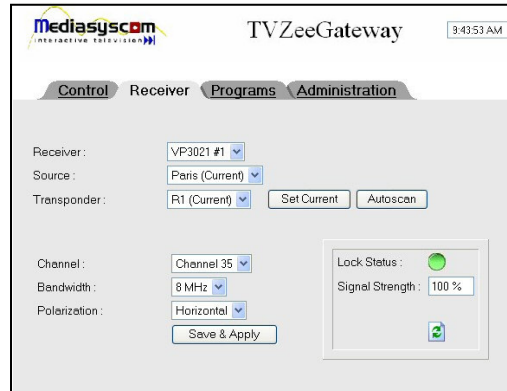 Mediasyscom
interactive television
TVZeeGateway
9:43:53 AM
Control Receiver Programs Administration
Receiver : VP3021 #1
Source : Paris (Current)
Transponder : R1 (Current) Set Current Autoscan
Channel : Channel 35
Bandwidth : 8 MHz
Polarization : Horizontal
Save & Apply
Lock Status :
Signal Strength : 100 %